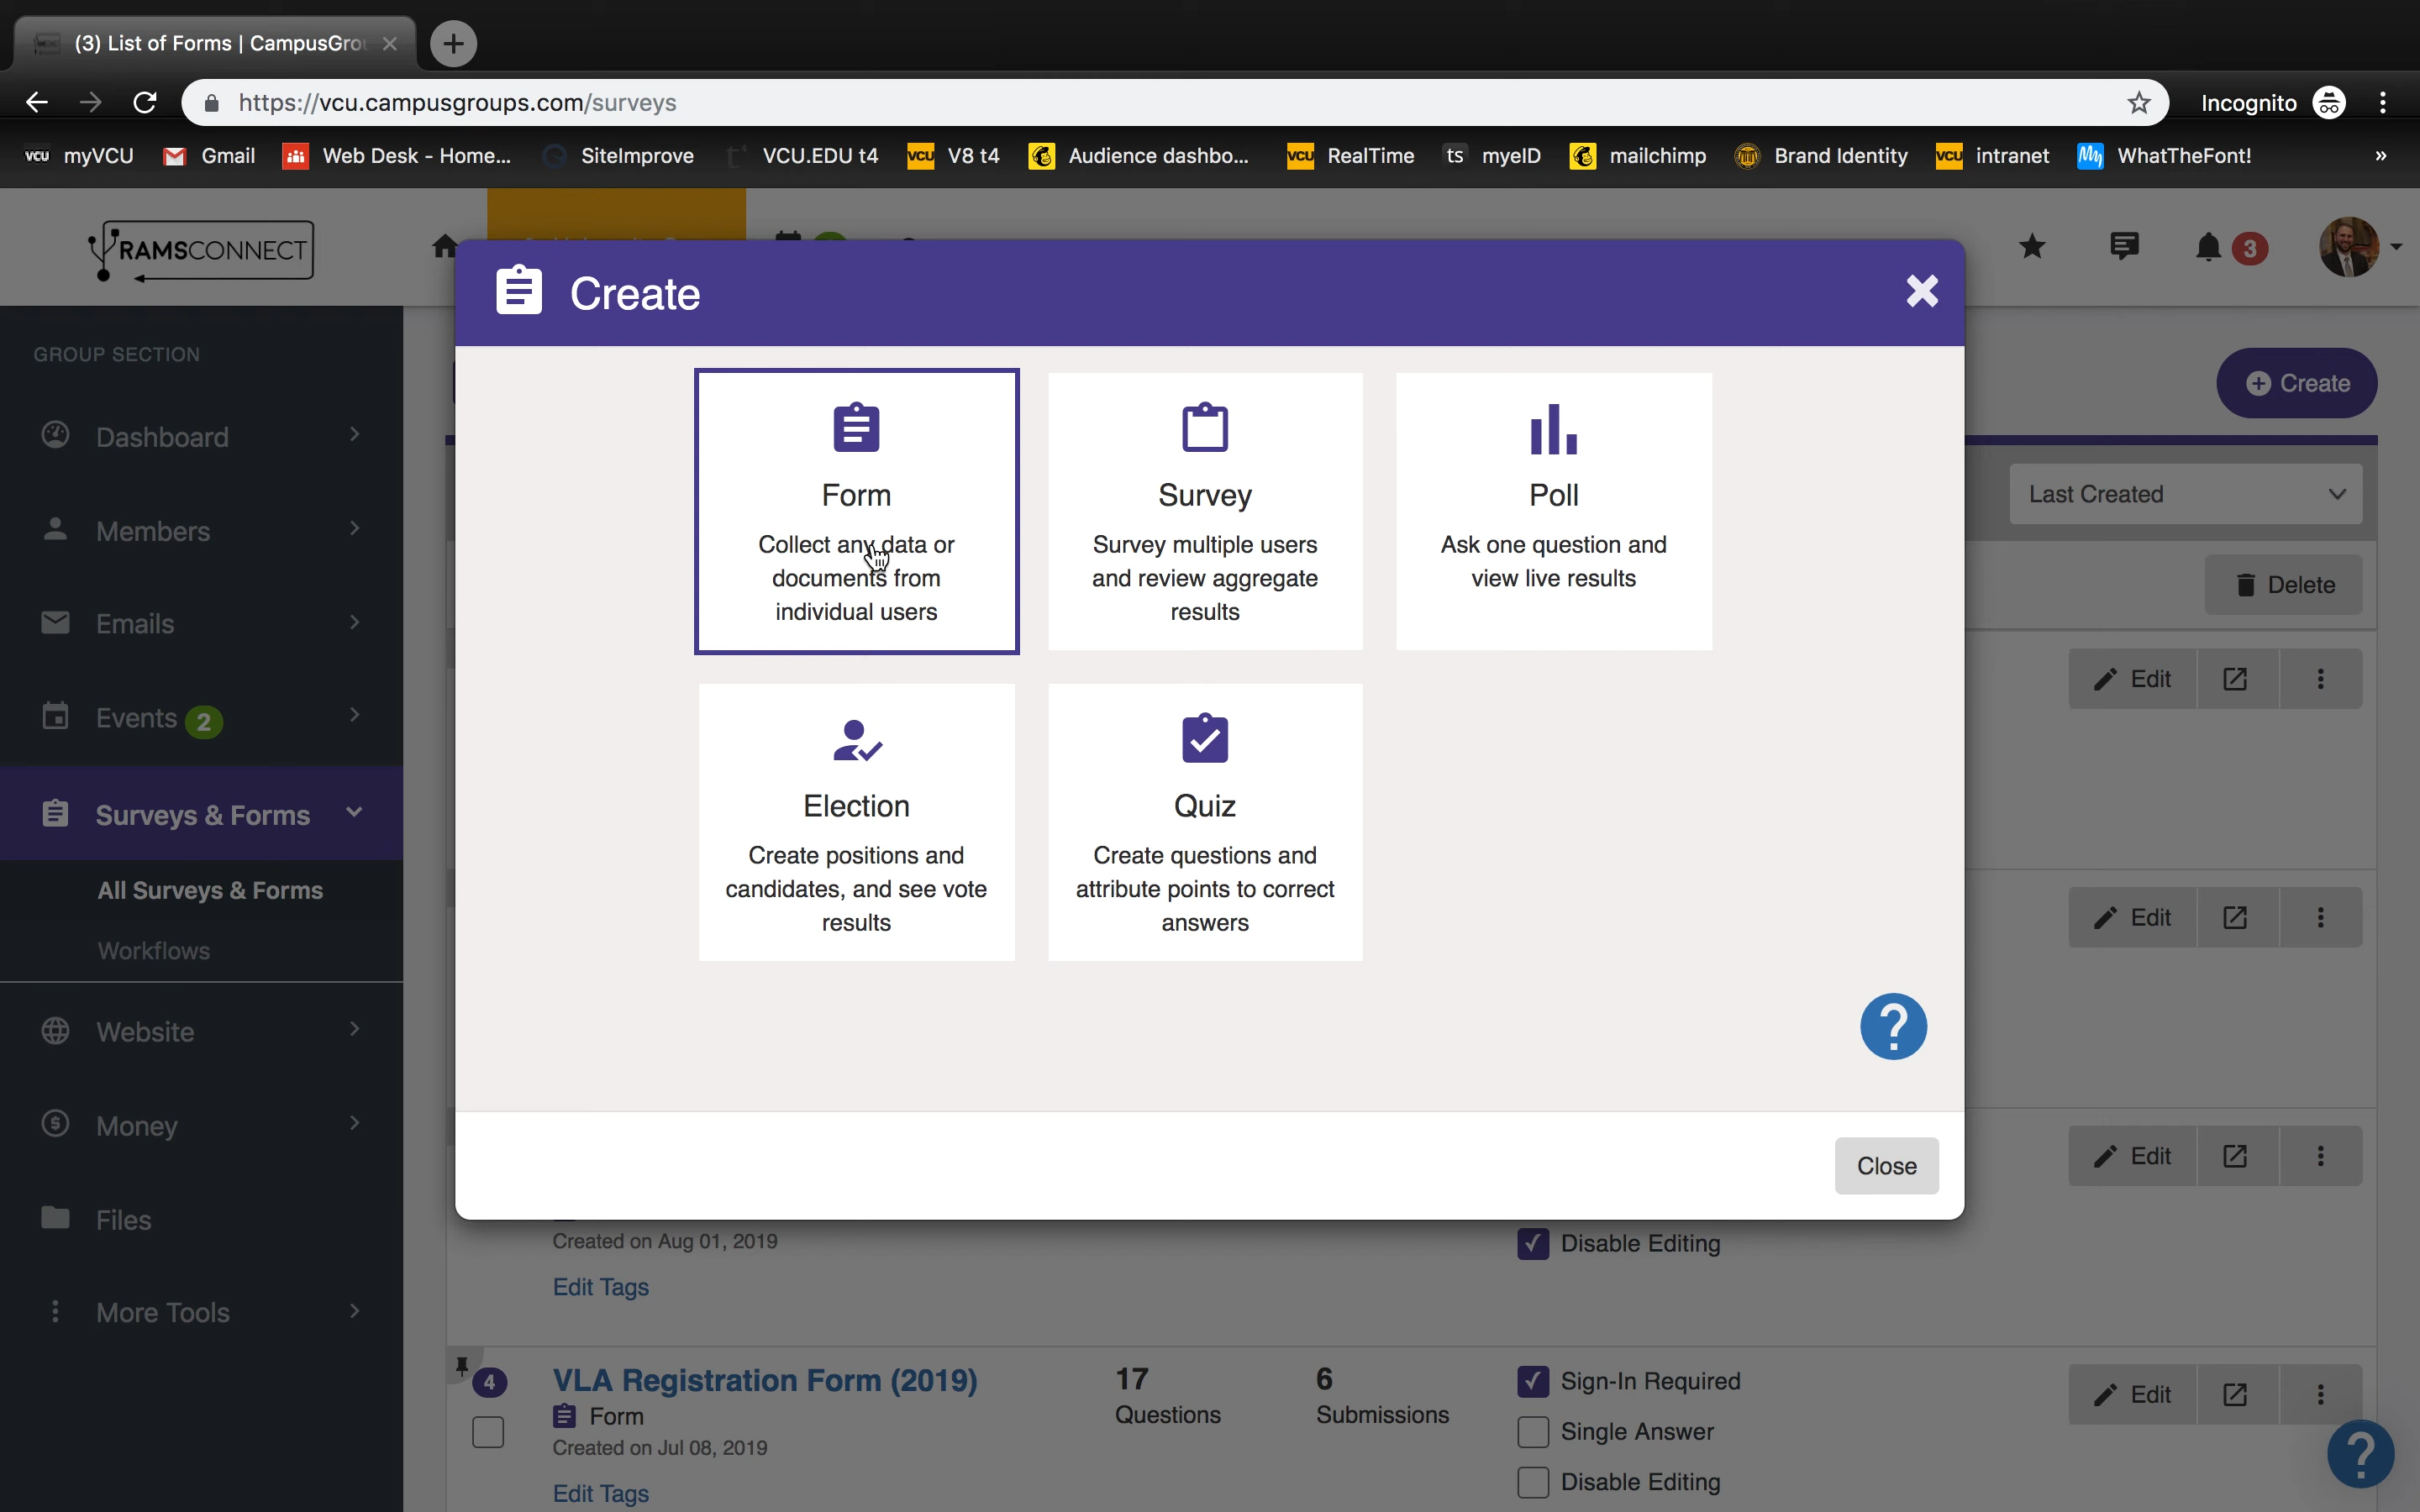 (3) List of Forms | CampusGro
https://vcu.campusgroups.com/surveys
Incognito
VCU myVCU
Gmail
Web Desk - Home...
SiteImprove
VCU.EDU t4
VCU V8 t4
Audience dashbo...
VCU RealTime
ts myeID
mailchimp
Brand Identity
VCU intranet
My WhatTheFont!
»
RAMSCONNECT
3
GROUP SECTION
Dashboard
Members
Emails
Events 2
Surveys & Forms
All Surveys & Forms
Workflows
Website
Money
Files
More Tools
Create
Form
Collect any data or
documents from
individual users
Survey
Survey multiple users
and review aggregate
results
Poll
Ask one question and
view live results
Election
Create positions and
candidates, and see vote
results
Quiz
Create questions and
attribute points to correct
answers
?
Close
Create
Last Created
Delete
Edit
Edit
Edit
Created on Aug 01, 2019
Disable Editing
Edit Tags
4
VLA Registration Form (2019)
Form
Created on Jul 08, 2019
Edit Tags
17
Questions
6
Submissions
Sign-In Required
Single Answer
Disable Editing
Edit
?